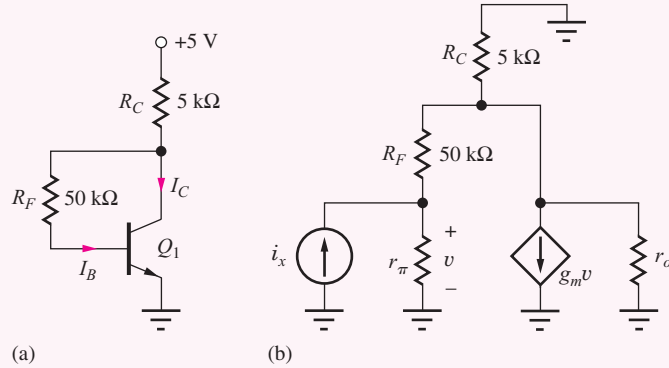 +5 V
R_C 5 kΩ
R_F 50 kΩ
I_C
I_B
Q_1
(a)
R_C 5 kΩ
R_F 50 kΩ
i_x
r_π
+
v
–
g_m v
r_o
(b)